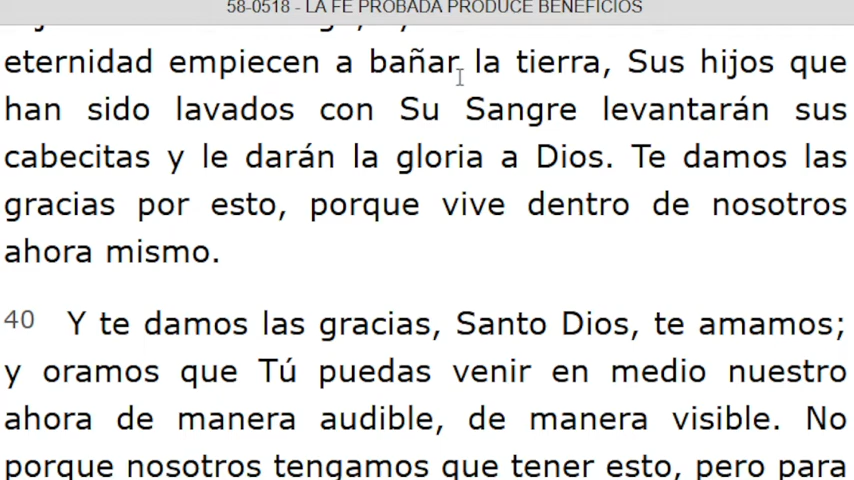 58-0518 - LA FE PROBADA PRODUCE BENEFICIOS
eternidad empiecen a bañar la tierra, Sus hijos que
han sido lavados con Su Sangre levantarán sus
cabecitas y le darán la gloria a Dios. Te damos las
gracias por esto, porque vive dentro de nosotros
ahora mismo.
40 Y te damos las gracias, Santo Dios, te amamos;
y oramos que Tú puedas venir en medio nuestro
ahora de manera audible, de manera visible. No
porque nosotros tengamos que tener esto, pero para